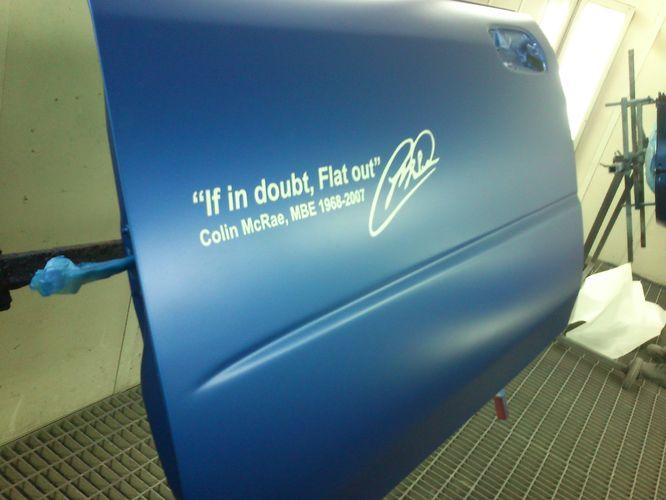 “If in doubt, Flat out”
Colin McRae, MBE 1968-2007